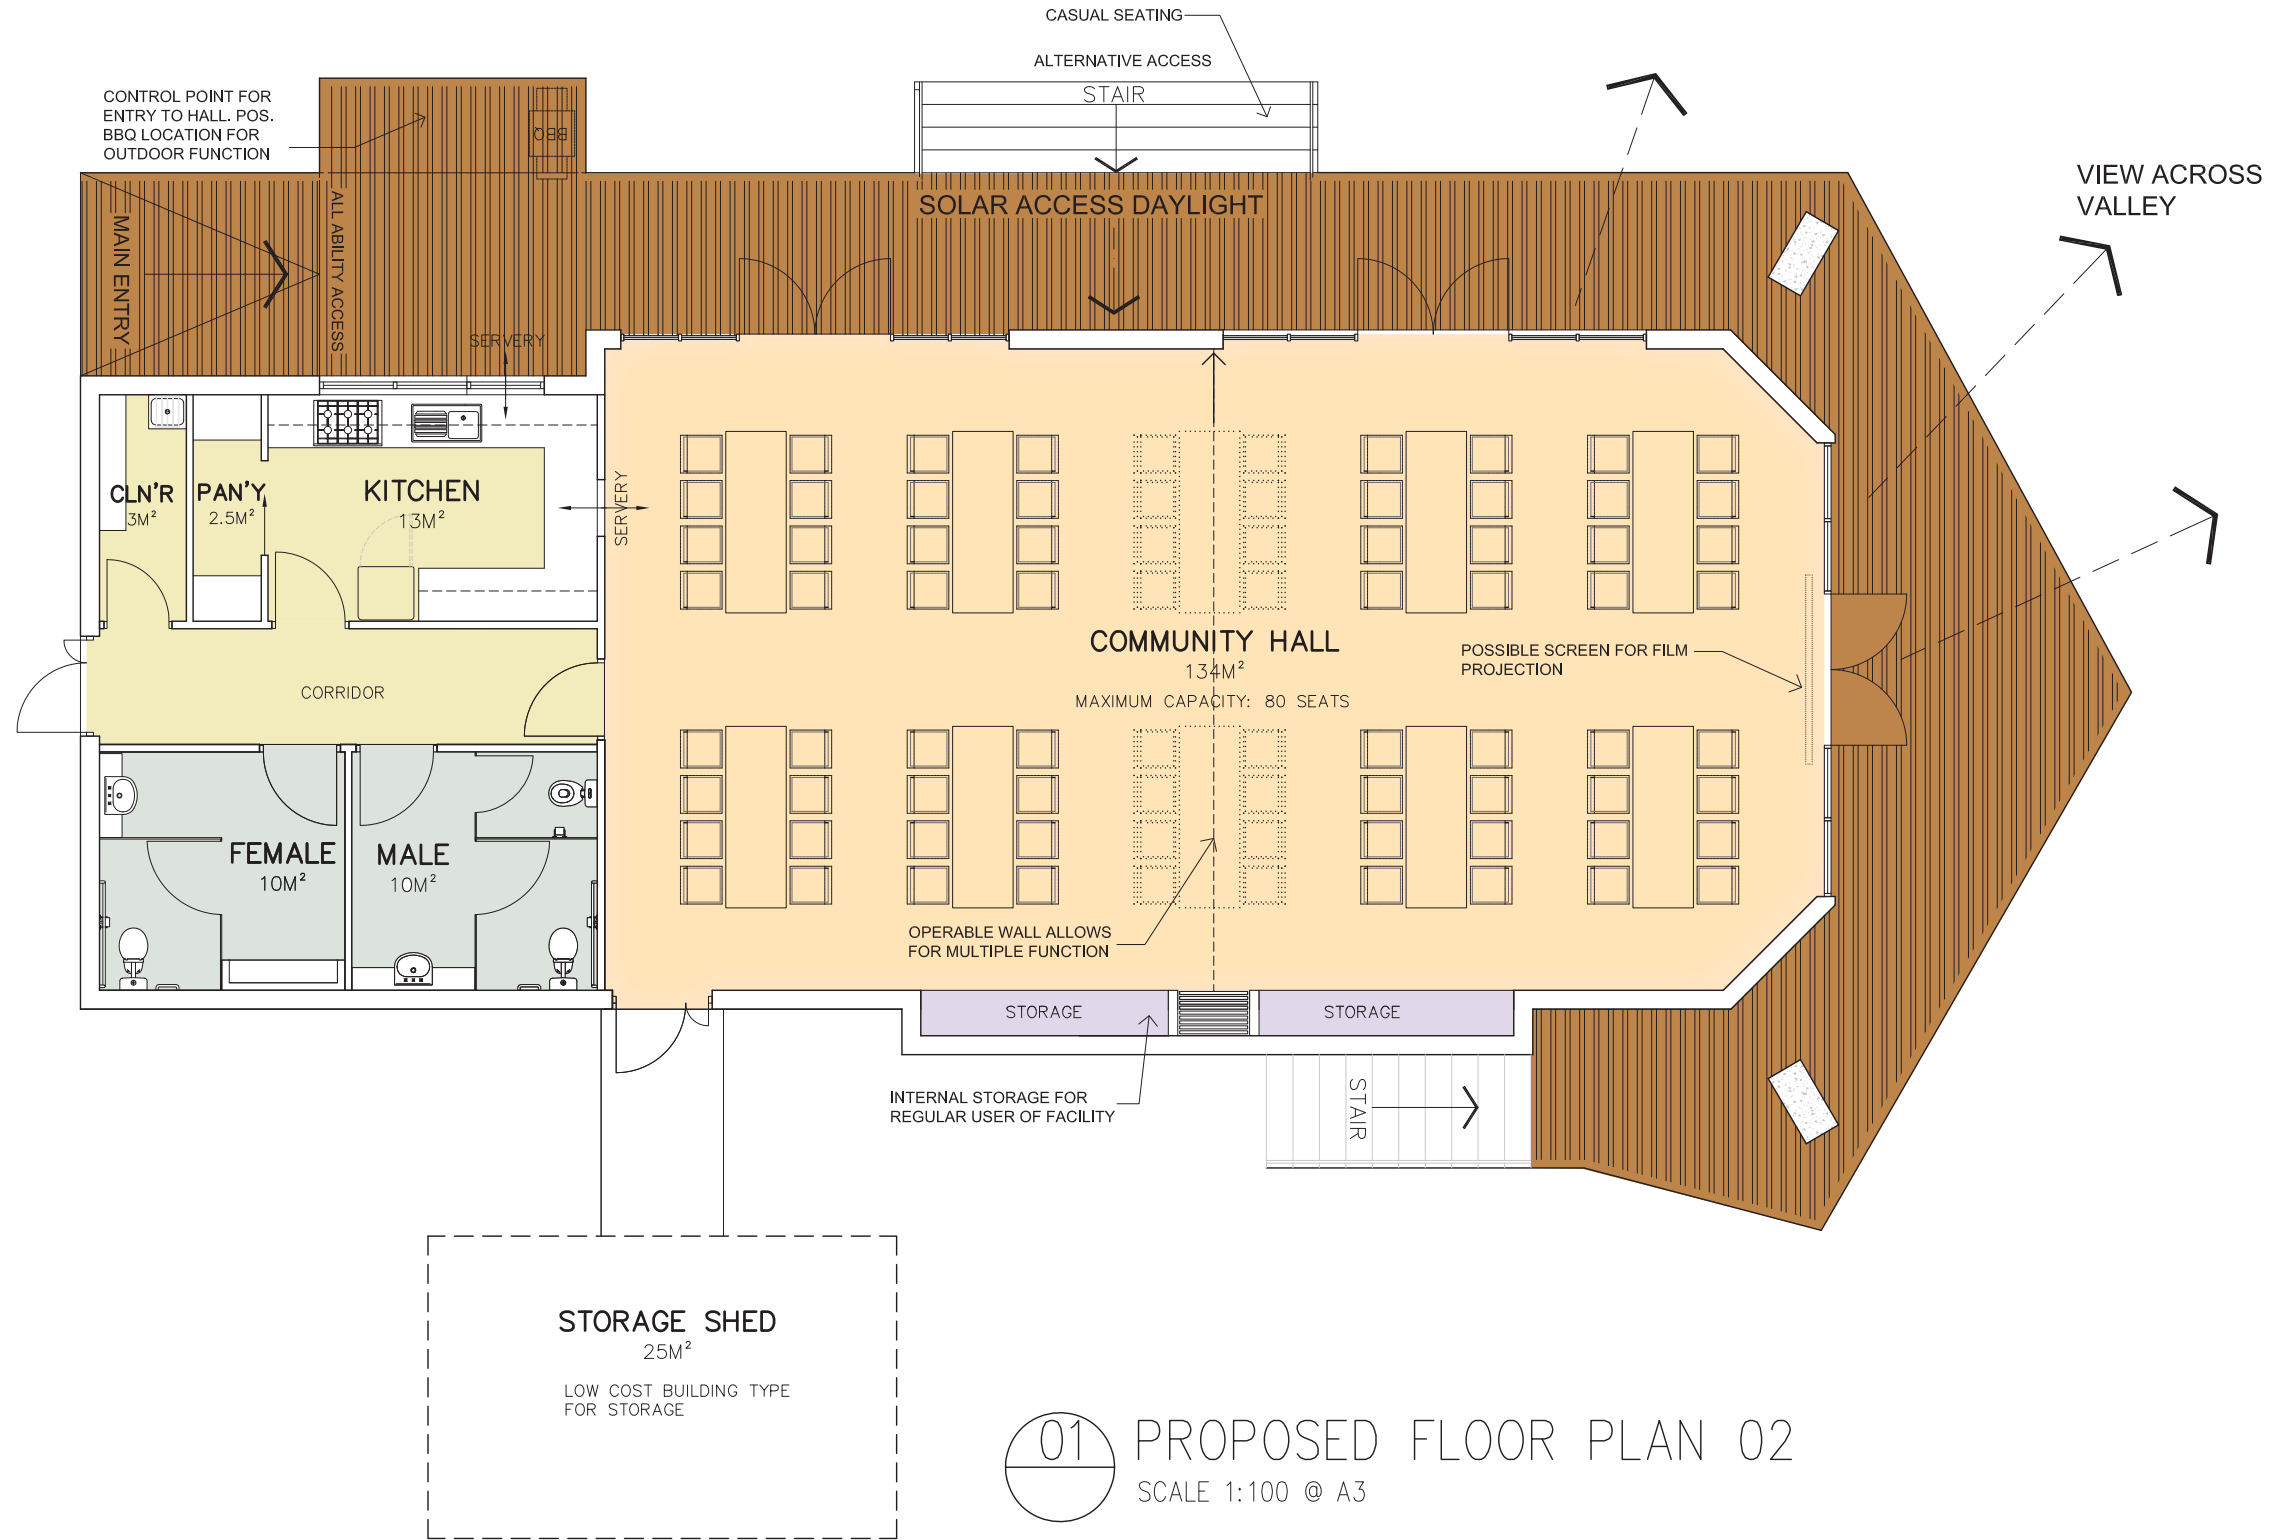 CASUAL SEATING
ALTERNATIVE ACCESS
STAIR
CONTROL POINT FOR
ENTRY TO HALL. POS.
BBQ LOCATION FOR
OUTDOOR FUNCTION
BBQ
VIEW ACROSS
VALLEY
SOLAR ACCESS DAYLIGHT
MAIN ENTRY
ALL ABILITY ACCESS
SERVERY
CLN'R
3M²
PAN'Y
2.5M²
KITCHEN
13M²
SERVERY
COMMUNITY HALL
134M²
MAXIMUM CAPACITY: 80 SEATS
POSSIBLE SCREEN FOR FILM
PROJECTION
CORRIDOR
FEMALE
10M²
MALE
10M²
OPERABLE WALL ALLOWS
FOR MULTIPLE FUNCTION
STORAGE
STORAGE
INTERNAL STORAGE FOR
REGULAR USER OF FACILITY
STAIR
STORAGE SHED
25M²
LOW COST BUILDING TYPE
FOR STORAGE
01
PROPOSED FLOOR PLAN 02
SCALE 1:100 @ A3